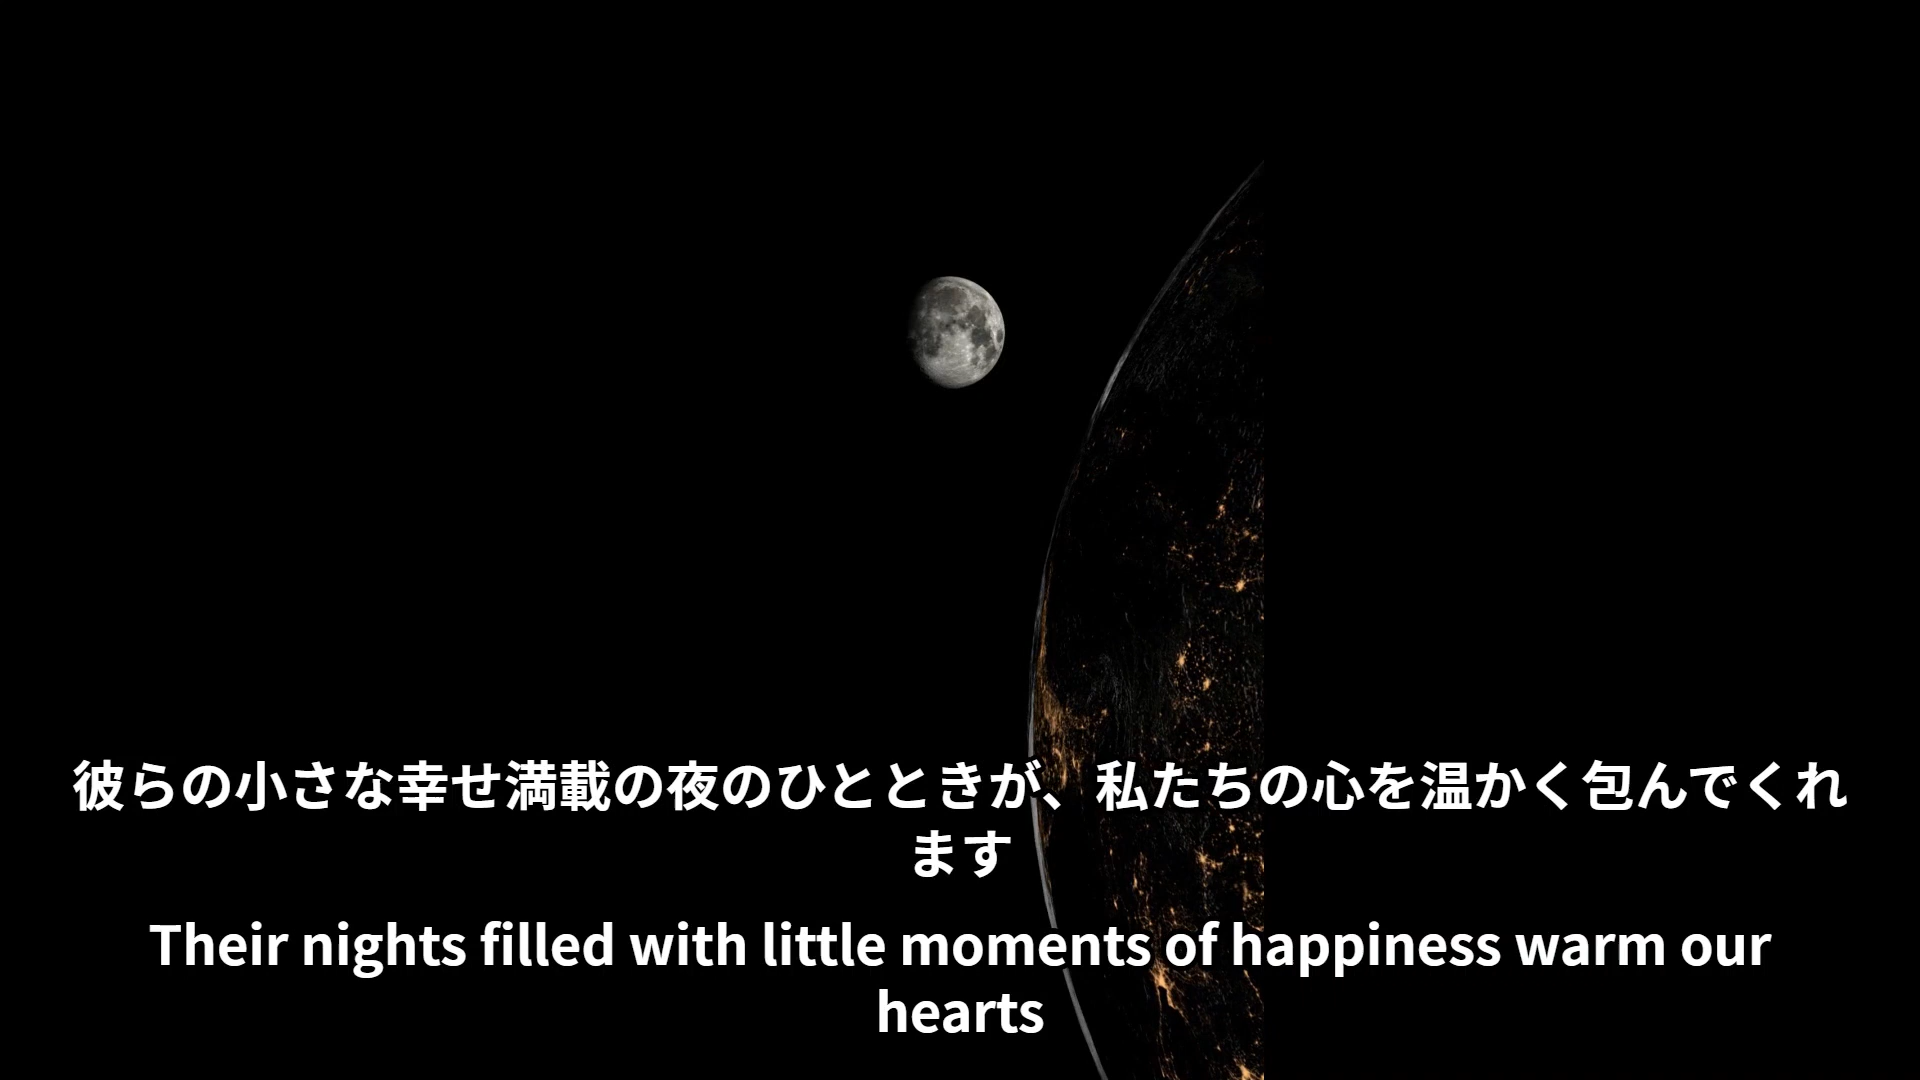 彼らの小さな幸せ満載の夜のひとときが、私たちの心を温かく包んでくれ
ます
Their nights filled with little moments of happiness warm our
hearts